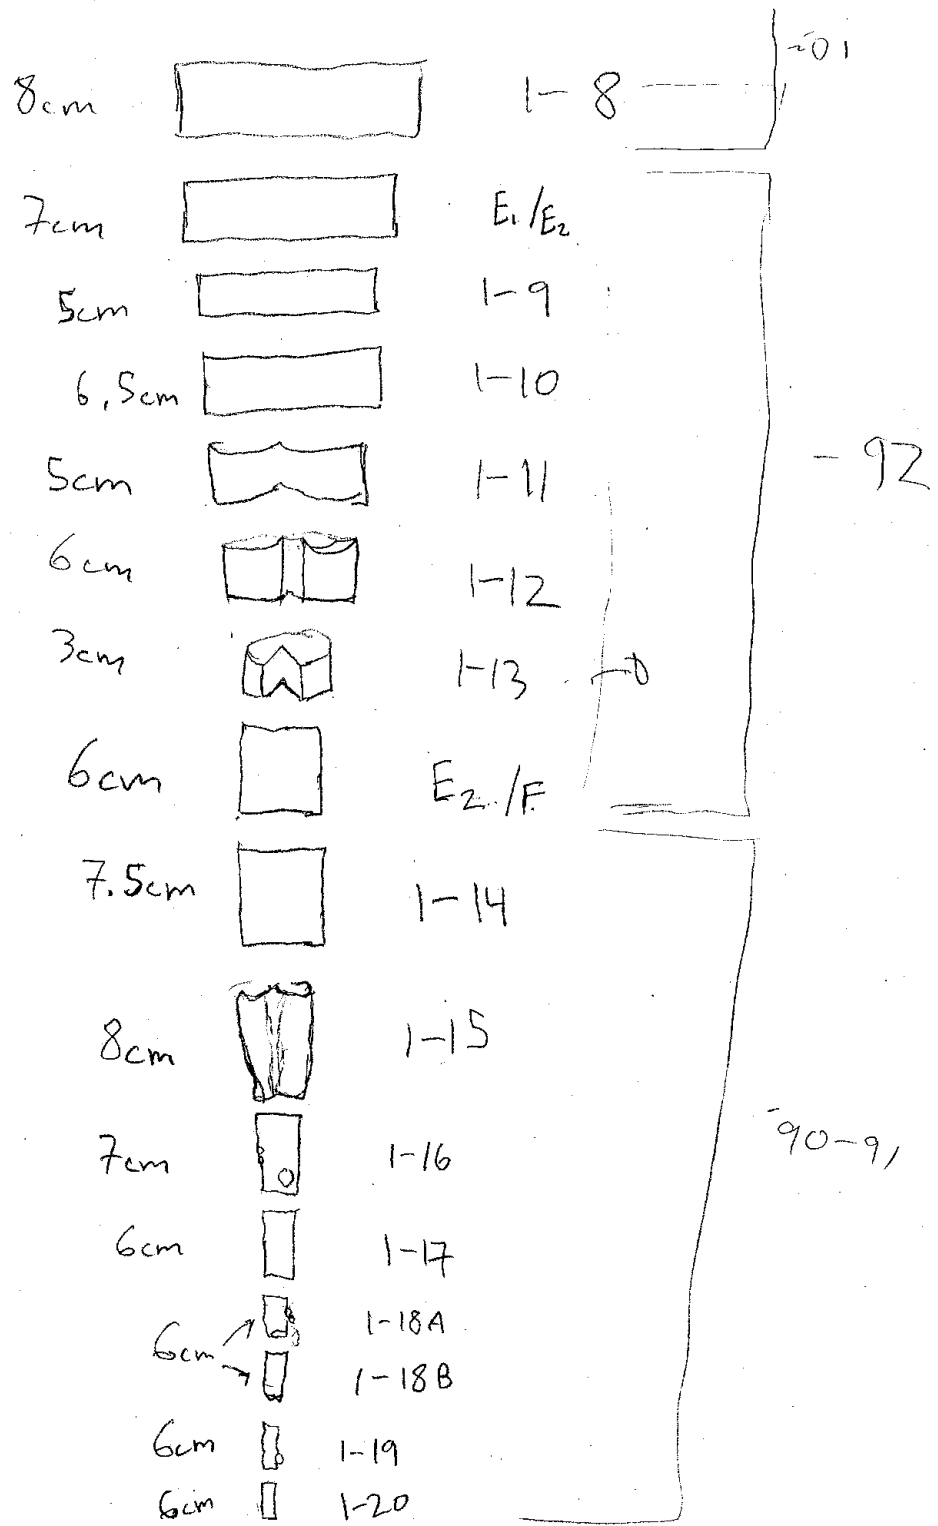 -01
8cm 1-8
7cm E1/E2
5cm 1-9
6,5cm 1-10
- 92
5cm 1-11
6cm 1-12
3cm 1-13
6cm E2./F
7.5cm 1-14
8cm 1-15
-90-91
7cm 1-16
6cm 1-17
1-18A
6cm
1-18B
6cm 1-19
6cm 1-20